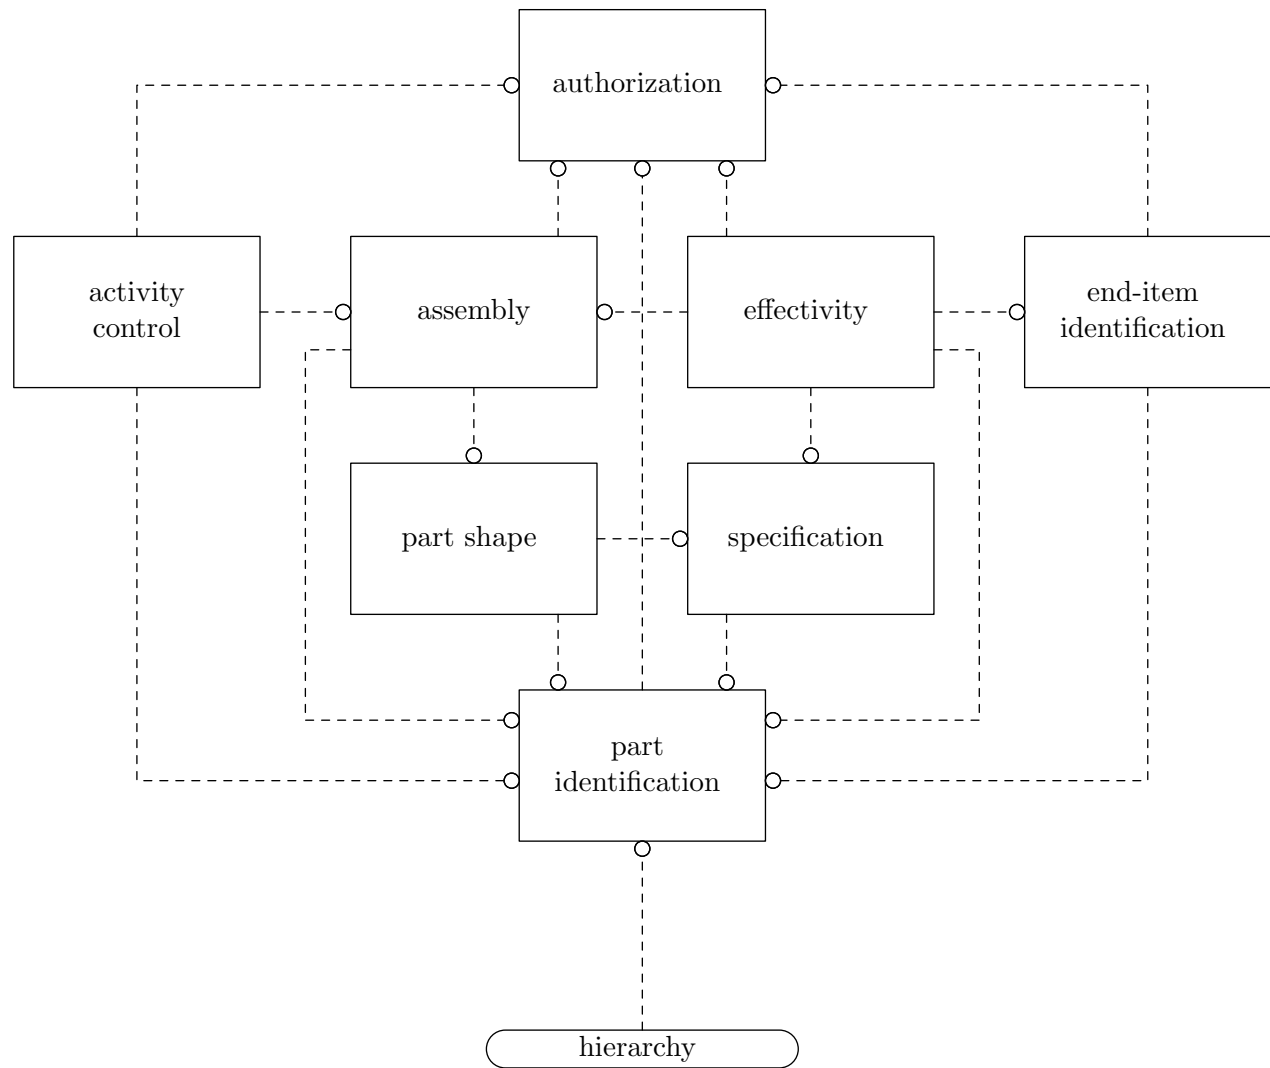 authorization
activity
control
assembly
effectivity
end-item
identification
part shape
specification
part
identification
hierarchy